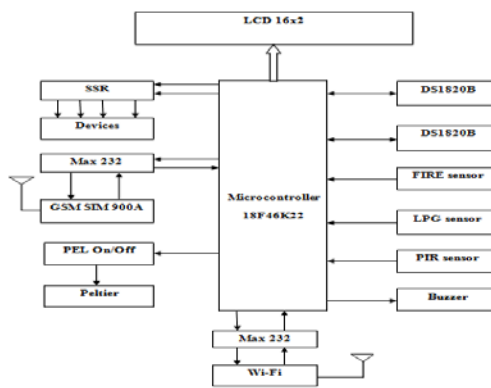 LCD 16x2
SSR
Devices
Max 232
GSM SIM 900A
PEL On/Off
Peltier
Microcontroller
18F46K22
DS1820B
DS1820B
FIRE sensor
LPG sensor
PIR sensor
Buzzer
Max 232
Wi-Fi